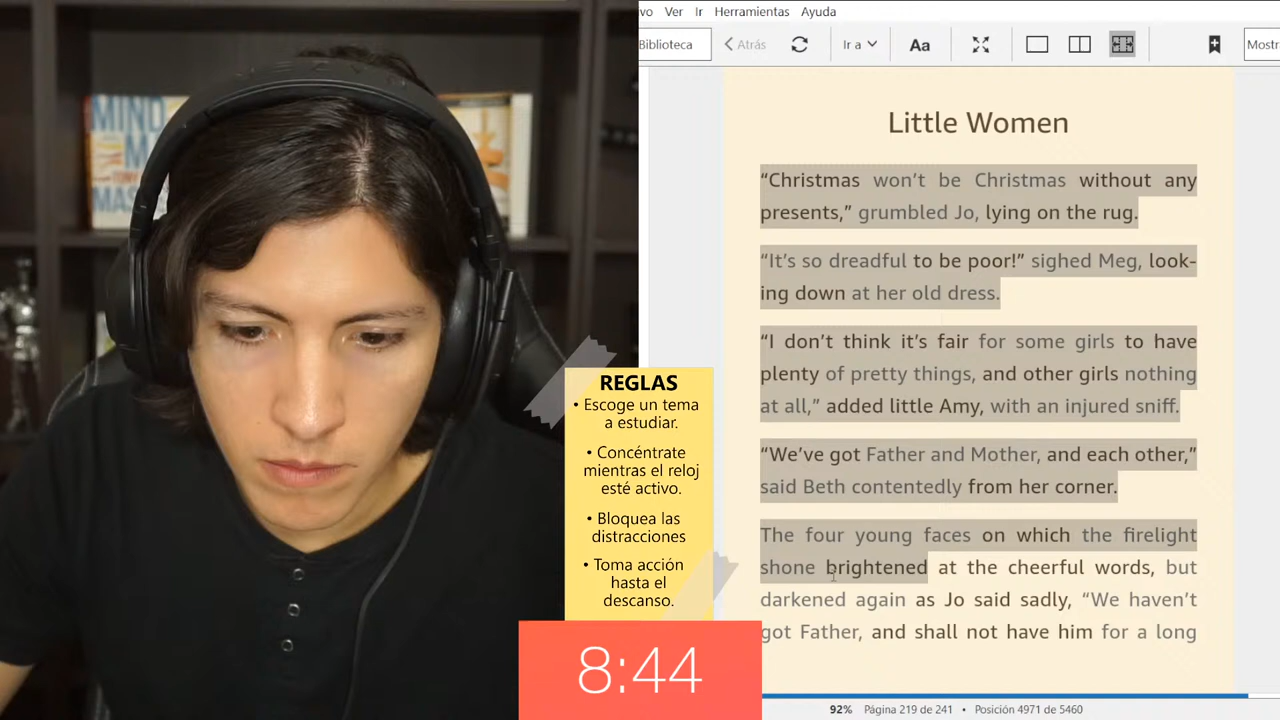 vo Ver Ir Herramientas Ayuda
Biblioteca Atrás Ir a Aa Mostr
MIND
Little Women
“Christmas won’t be Christmas without any
presents,” grumbled Jo, lying on the rug.
“It’s so dreadful to be poor!” sighed Meg, look-
ing down at her old dress.
“I don’t think it’s fair for some girls to have
plenty of pretty things, and other girls nothing
at all,” added little Amy, with an injured sniff.
“We’ve got Father and Mother, and each other,”
said Beth contentedly from her corner.
The four young faces on which the firelight
shone brightened at the cheerful words, but
darkened again as Jo said sadly, “We haven’t
got Father, and shall not have him for a long
92% Página 219 de 241 • Posición 4971 de 5460
REGLAS
• Escoge un tema
a estudiar.
• Concéntrate
mientras el reloj
esté activo.
• Bloquea las
distracciones
• Toma acción
hasta el
descanso.
8:44